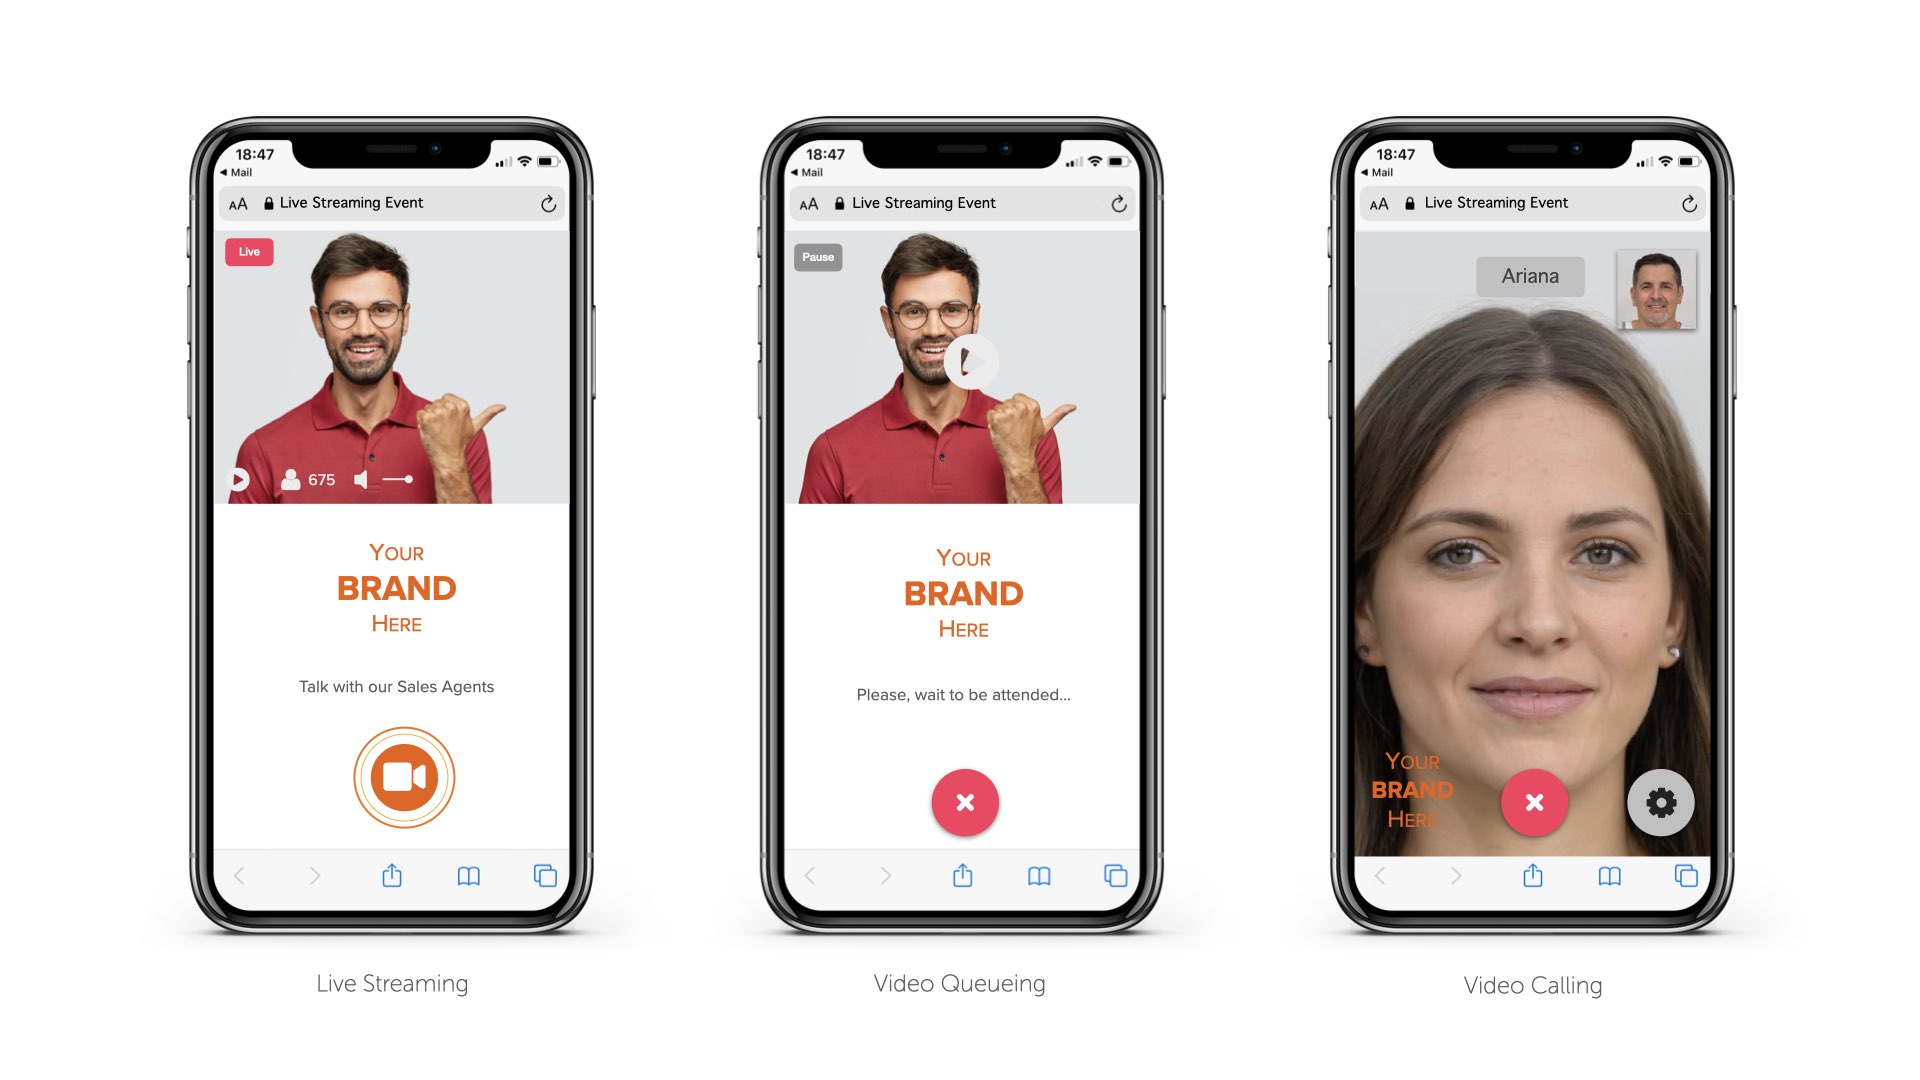 18:47
◀ Mail
AA Live Streaming Event
Live
675
YOUR
BRAND
HERE
Talk with our Sales Agents
Live Streaming
18:47
◀ Mail
AA Live Streaming Event
Pause
YOUR
BRAND
HERE
Please, wait to be attended...
Video Queueing
18:47
◀ Mail
AA Live Streaming Event
Ariana
YOUR
BRAND
HERE
Video Calling